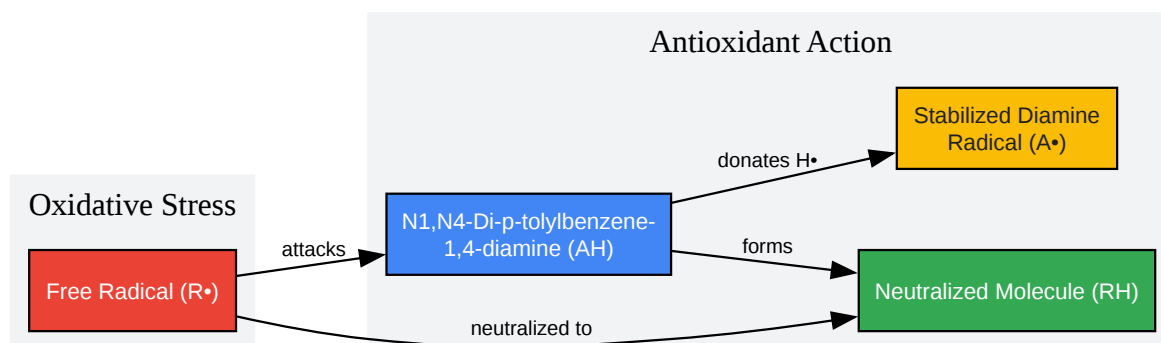 Antioxidant Action
Stabilized Diamine
Radical (A•)
donates H•
Oxidative Stress
N1,N4-Di-p-tolylbenzene-
1,4-diamine (AH)
attacks
forms
Free Radical (R•)
Neutralized Molecule (RH)
neutralized to